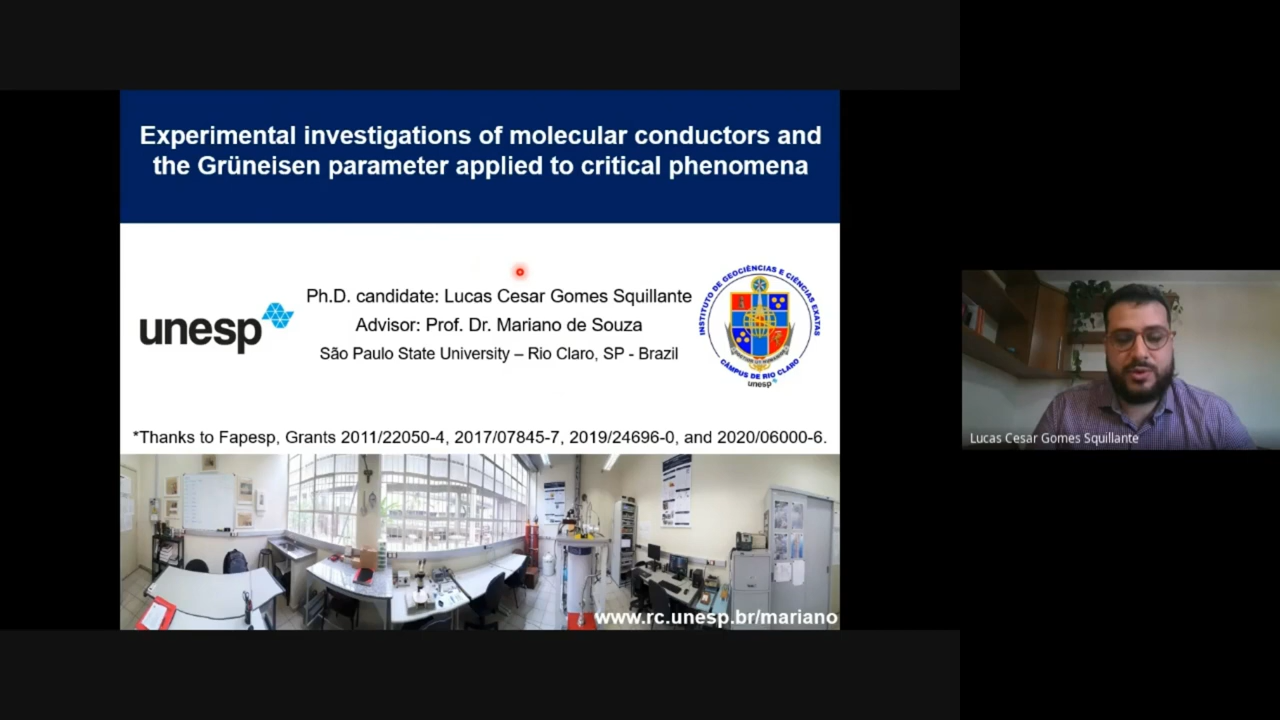 Experimental investigations of molecular conductors and
the Grüneisen parameter applied to critical phenomena
unesp
Ph.D. candidate: Lucas Cesar Gomes Squillante
Advisor: Prof. Dr. Mariano de Souza
São Paulo State University – Rio Claro, SP - Brazil
INSTITUTO DE GEOCIÊNCIAS E CIÊNCIAS EXATAS
CÂMPUS DE RIO CLARO
unesp
*Thanks to Fapesp, Grants 2011/22050-4, 2017/07845-7, 2019/24696-0, and 2020/06000-6.
www.rc.unesp.br/mariano
Lucas Cesar Gomes Squillante